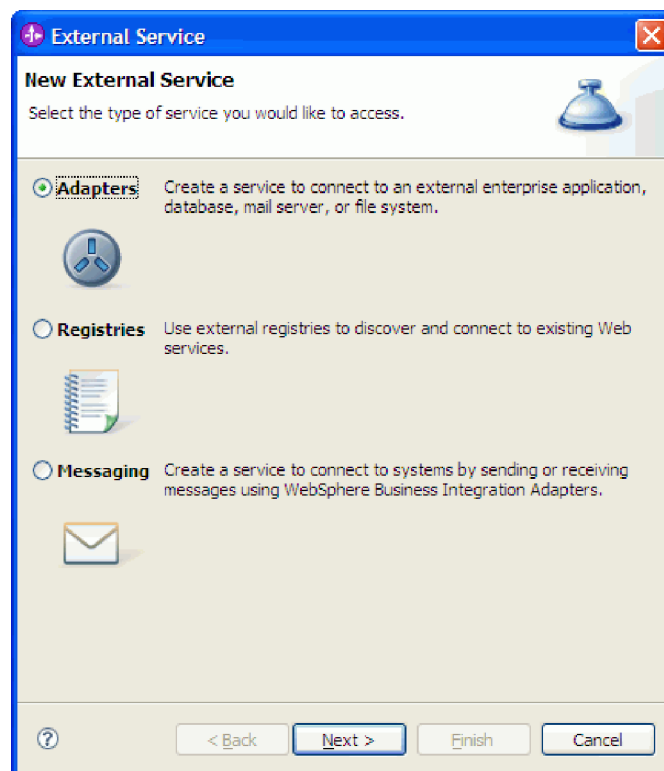 External Service
New External Service
Select the type of service you would like to access.
Adapters
Create a service to connect to an external enterprise application,
database, mail server, or file system.
Registries
Use external registries to discover and connect to existing Web
services.
Messaging
Create a service to connect to systems by sending or receiving
messages using WebSphere Business Integration Adapters.
?
< Back
Next >
Finish
Cancel